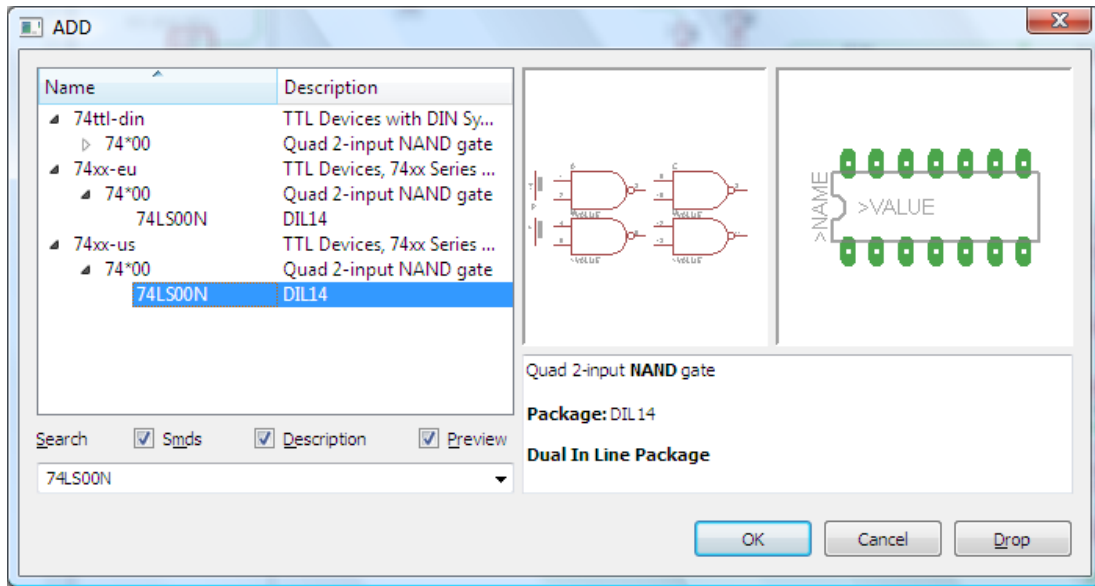 ADD
Name Description
74ttl-din TTL Devices with DIN Sy...
74*00 Quad 2-input NAND gate
74xx-eu TTL Devices, 74xx Series ...
74*00 Quad 2-input NAND gate
74LS00N DIL14
74xx-us TTL Devices, 74xx Series ...
74*00 Quad 2-input NAND gate
74LS00N DIL14
>NAME
>VALUE
Quad 2-input NAND gate
Package: DIL14
Dual In Line Package
Search Smds Description Preview
74LS00N
OK Cancel Drop